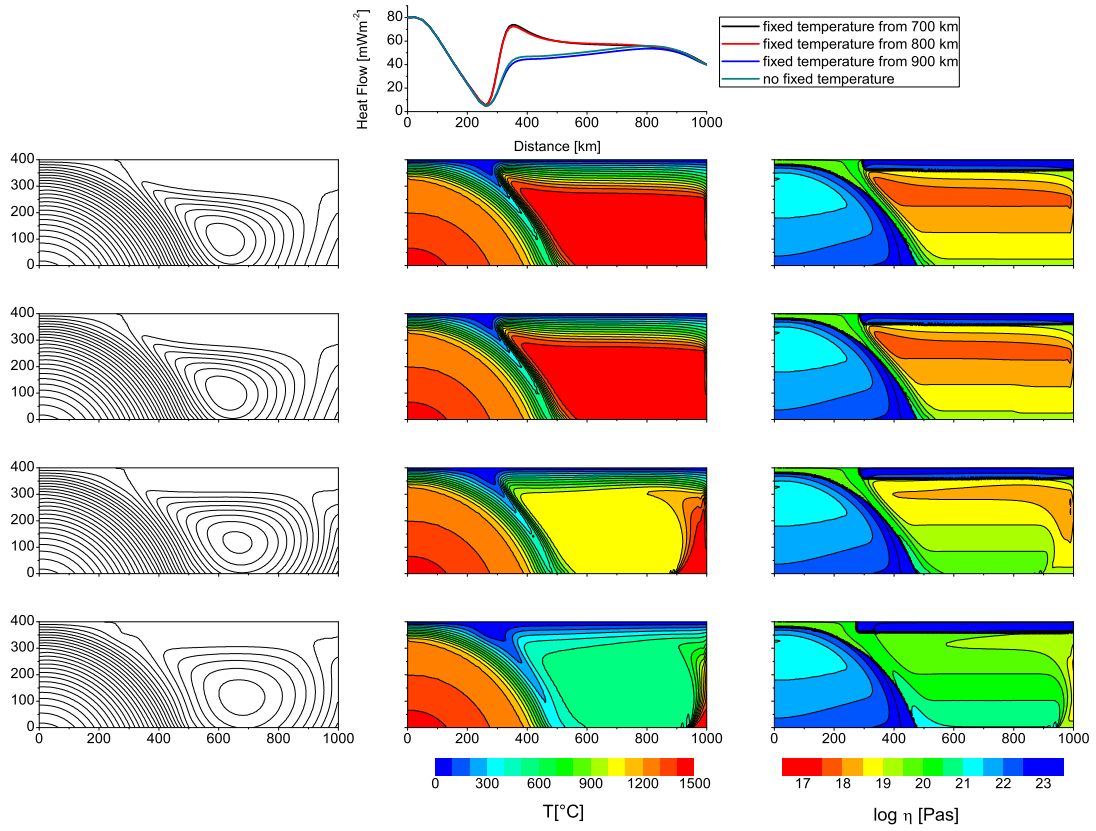 80
60
40
20
0
Heat Flow [mWm-2]
0 200 400 600 800 1000
Distance [km]
fixed temperature from 700 km
fixed temperature from 800 km
fixed temperature from 900 km
no fixed temperature
400
300
200
100
0
400
300
200
100
0
400
300
200
100
0
400
300
200
100
0
0 200 400 600 800 1000
0 200 400 600 800 1000
0 200 400 600 800 1000
0 300 600 900 1200 1500
T[°C]
17 18 19 20 21 22 23
log η [Pas]